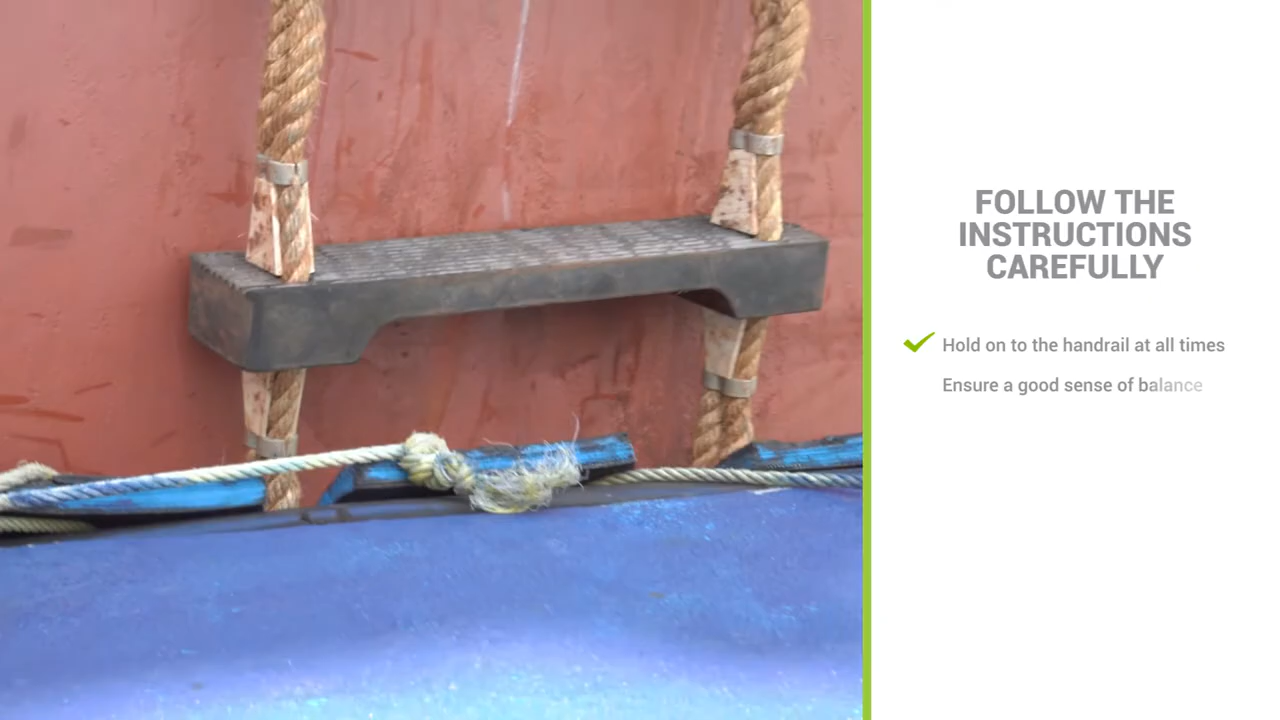 FOLLOW THE
INSTRUCTIONS
CAREFULLY
Hold on to the handrail at all times
Ensure a good sense of balance